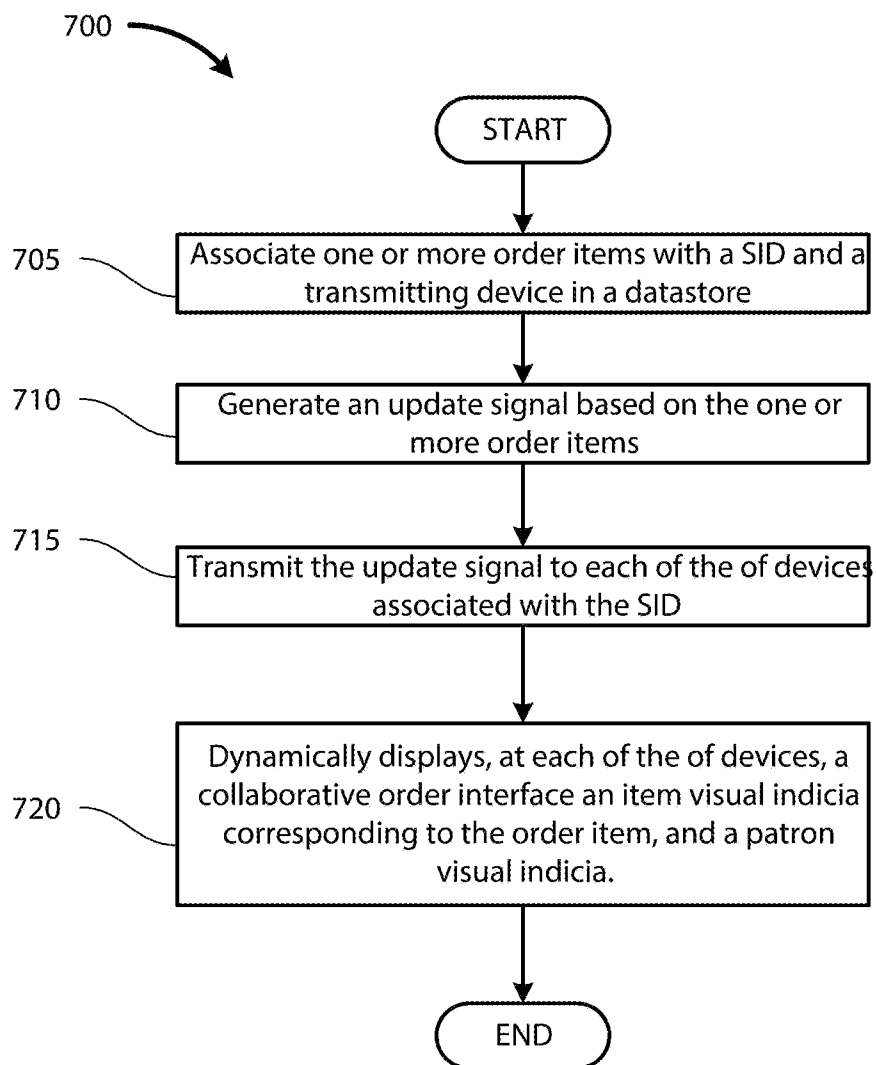 700
START
705
Associate one or more order items with a SID and a
transmitting device in a datastore
710
Generate an update signal based on the one or
more order items
715
Transmit the update signal to each of the of devices
associated with the SID
720
Dynamically displays, at each of the of devices, a
collaborative order interface an item visual indicia
corresponding to the order item, and a patron
visual indicia.
END